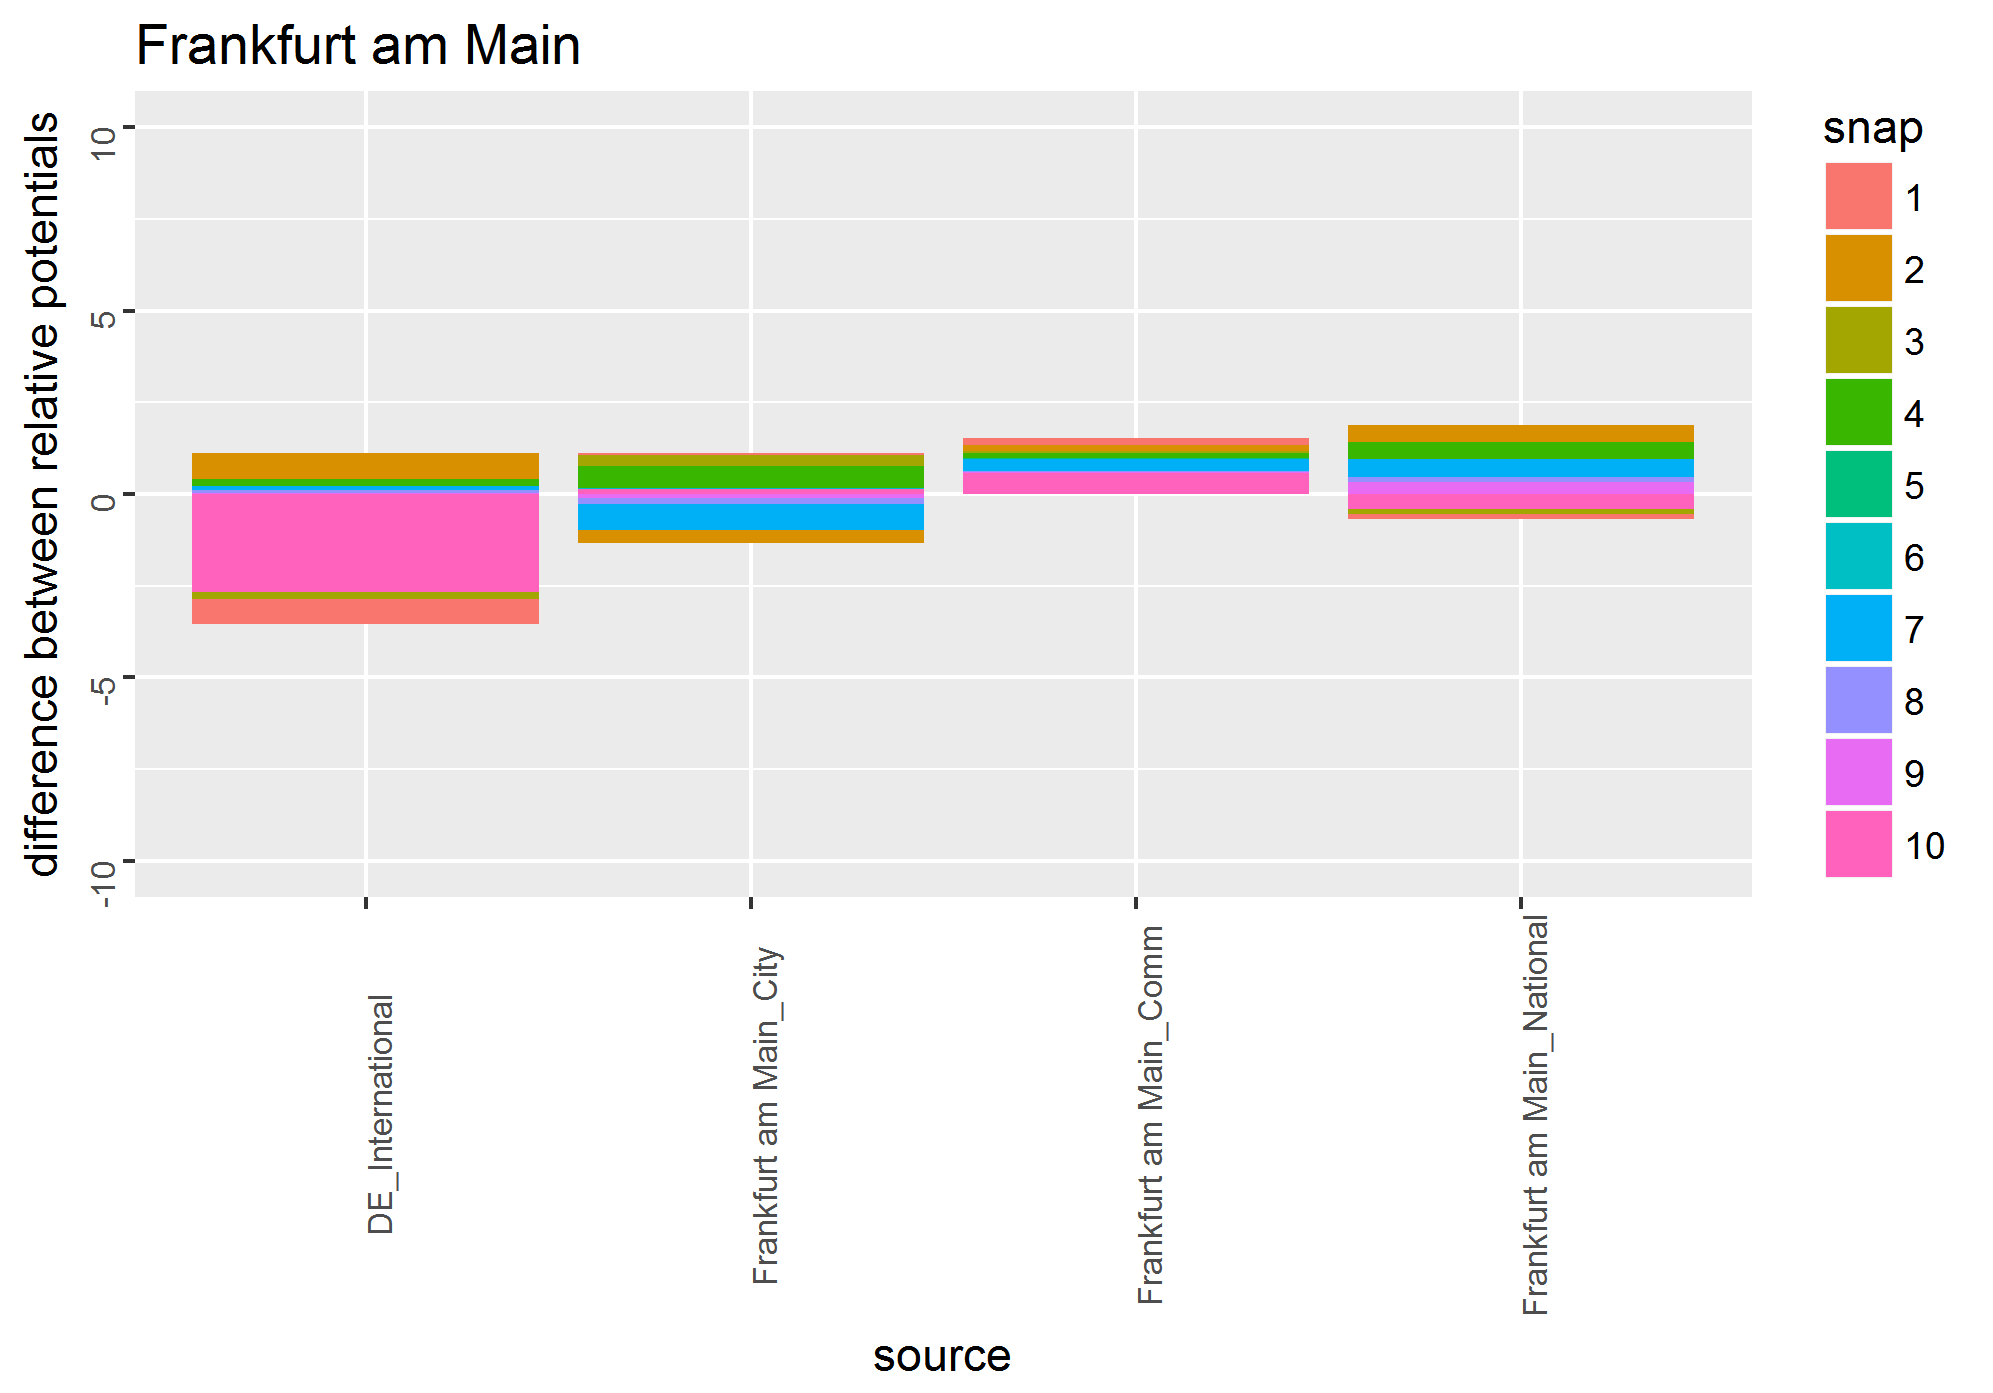 Frankfurt am Main
difference between relative potentials
10
5
0
-5
-10
DE_International
Frankfurt am Main_City
Frankfurt am Main_Comm
Frankfurt am Main_National
source
snap
1
2
3
4
5
6
7
8
9
10